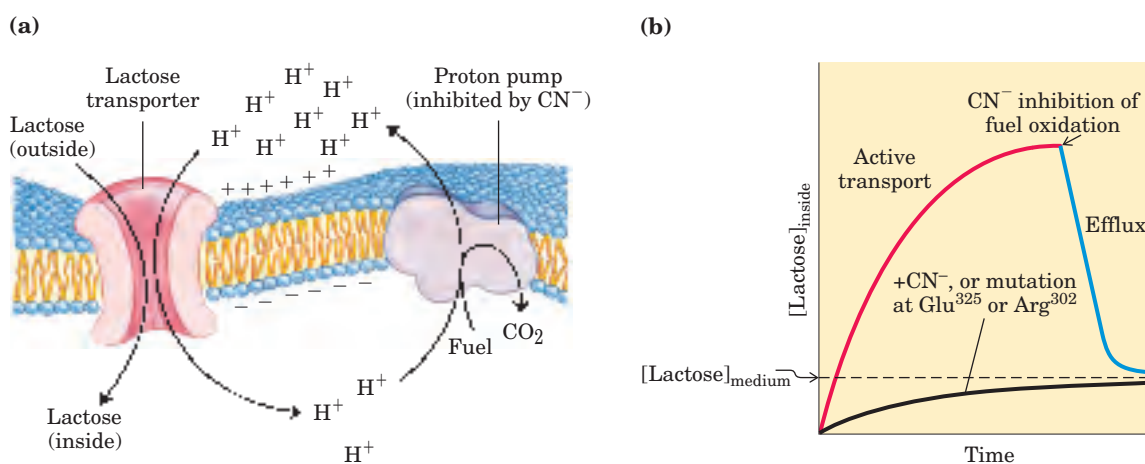 (a)
Lactose
transporter
Lactose
(outside)
H⁺
H⁺
H⁺
H⁺
H⁺
H⁺
H⁺
H⁺
H⁺
Proton pump
(inhibited by CN⁻)
+ + + + + +
− − − − − −
Fuel
CO₂
H⁺
H⁺
H⁺
Lactose
(inside)
(b)
CN⁻ inhibition of
fuel oxidation
Active
transport
Efflux
+CN⁻, or mutation
at Glu³²⁵ or Arg³⁰²
[Lactose]inside
[Lactose]medium
Time